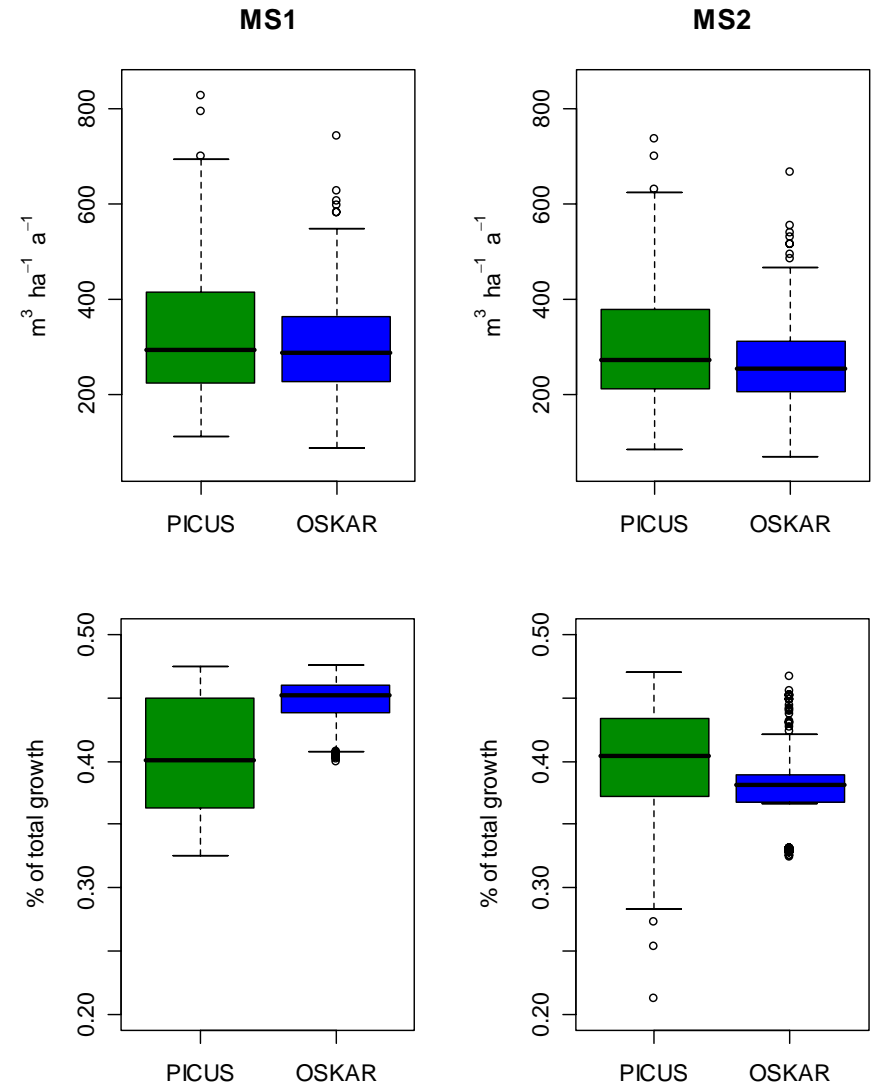 MS1
MS2
m³ ha⁻¹ a⁻¹
800
600
400
200
PICUS OSKAR
m³ ha⁻¹ a⁻¹
800
600
400
200
PICUS OSKAR
% of total growth
0.50
0.40
0.30
0.20
PICUS OSKAR
% of total growth
0.50
0.40
0.30
0.20
PICUS OSKAR